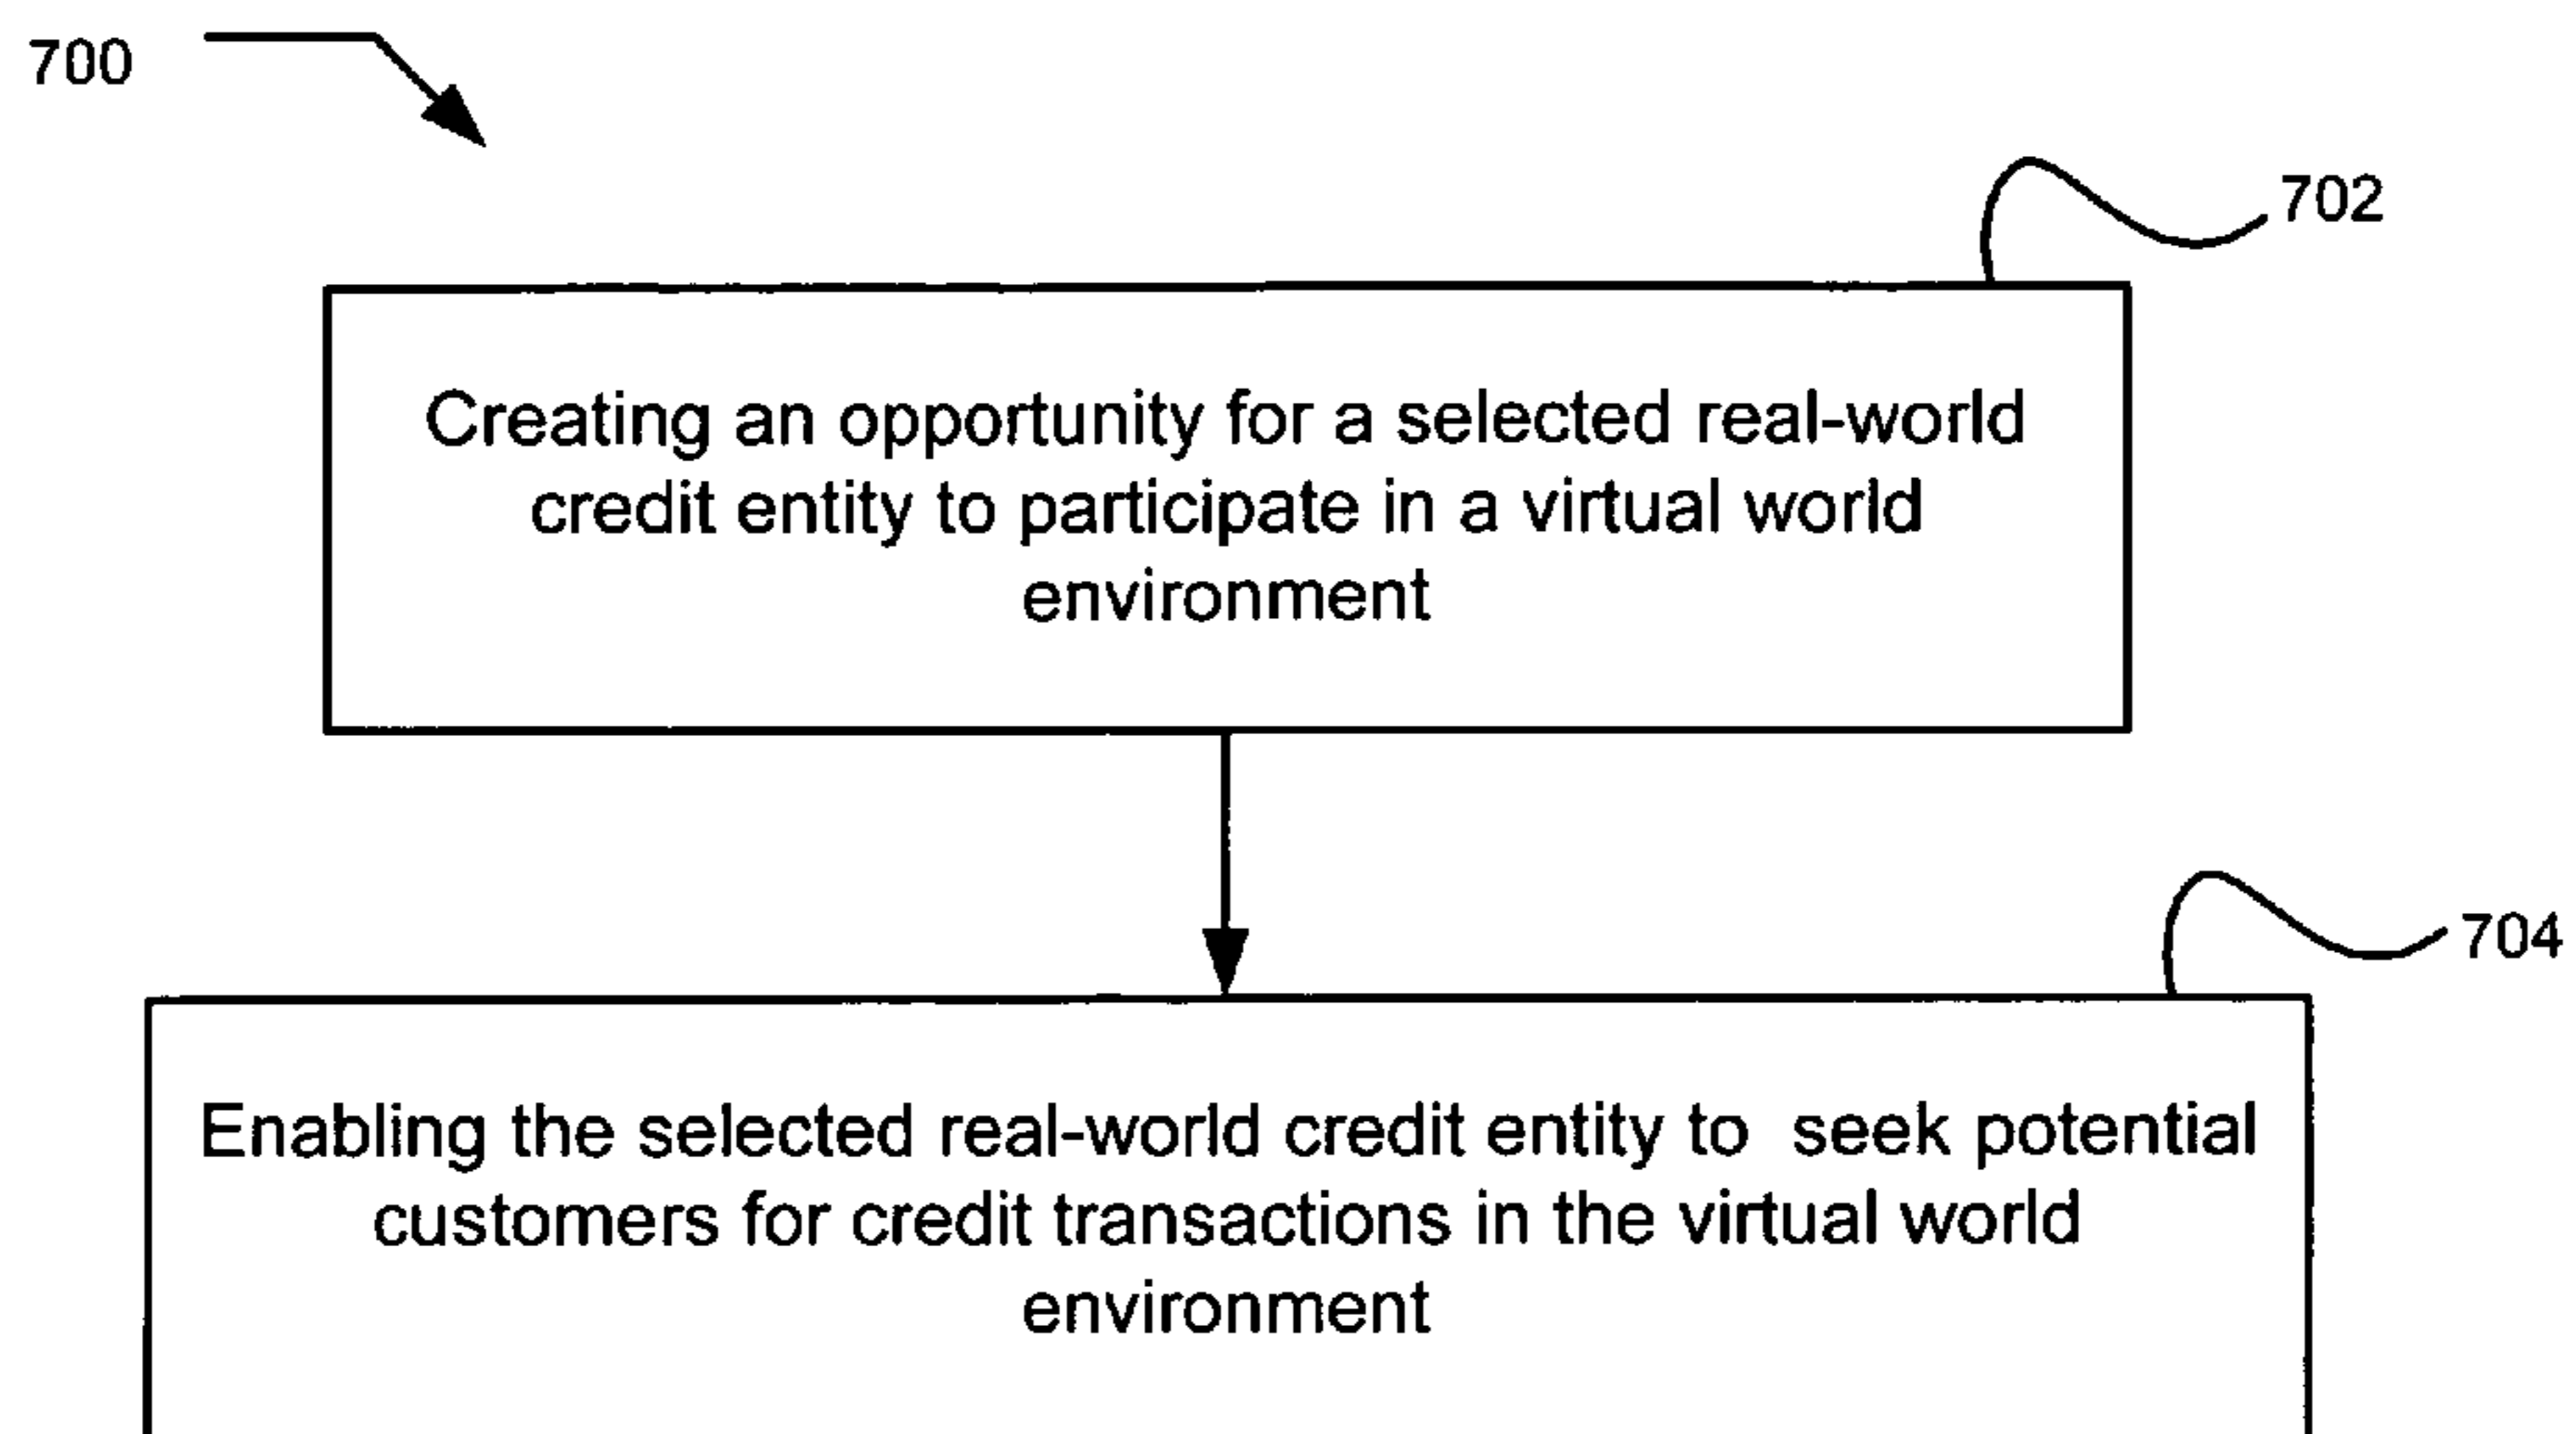 700
702
Creating an opportunity for a selected real-world
credit entity to participate in a virtual world
environment
704
Enabling the selected real-world credit entity to  seek potential
customers for credit transactions in the virtual world
environment